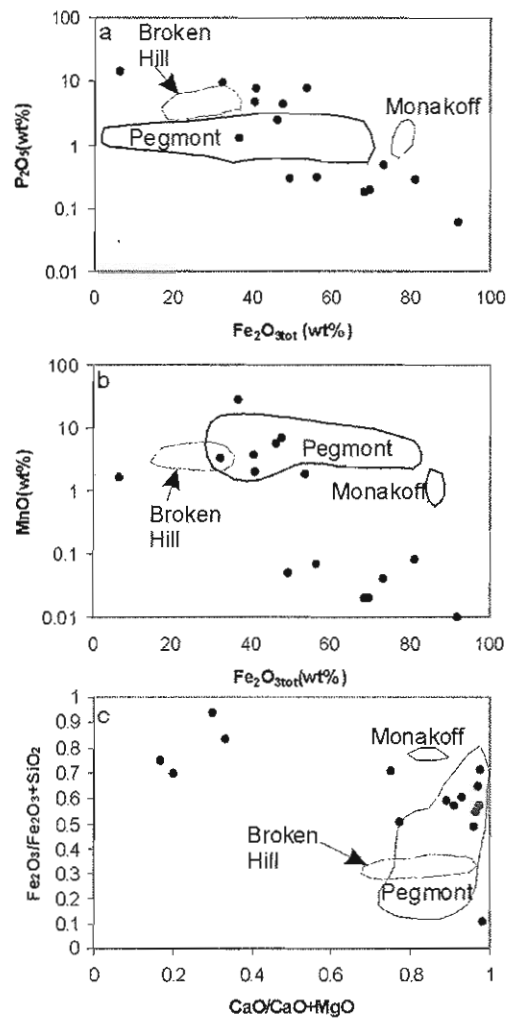 a
Broken
Hill
Monakoff
Pegmont
P₂O₅(wt%)
100
10
1
0.1
0.01
0 20 40 60 80 100
Fe₂O₃tot (wt%)
b
Pegmont
Monakoff
Broken
Hill
MnO(wt%)
100
10
1
0.1
0.01
0 20 40 60 80 100
Fe₂O₃tot(wt%)
c
Monakoff
Broken
Hill
Pegmont
Fe₂O₃/Fe₂O₃+SiO₂
1
0.9
0.8
0.7
0.6
0.5
0.4
0.3
0.2
0.1
0
0 0.2 0.4 0.6 0.8 1
CaO/CaO+MgO